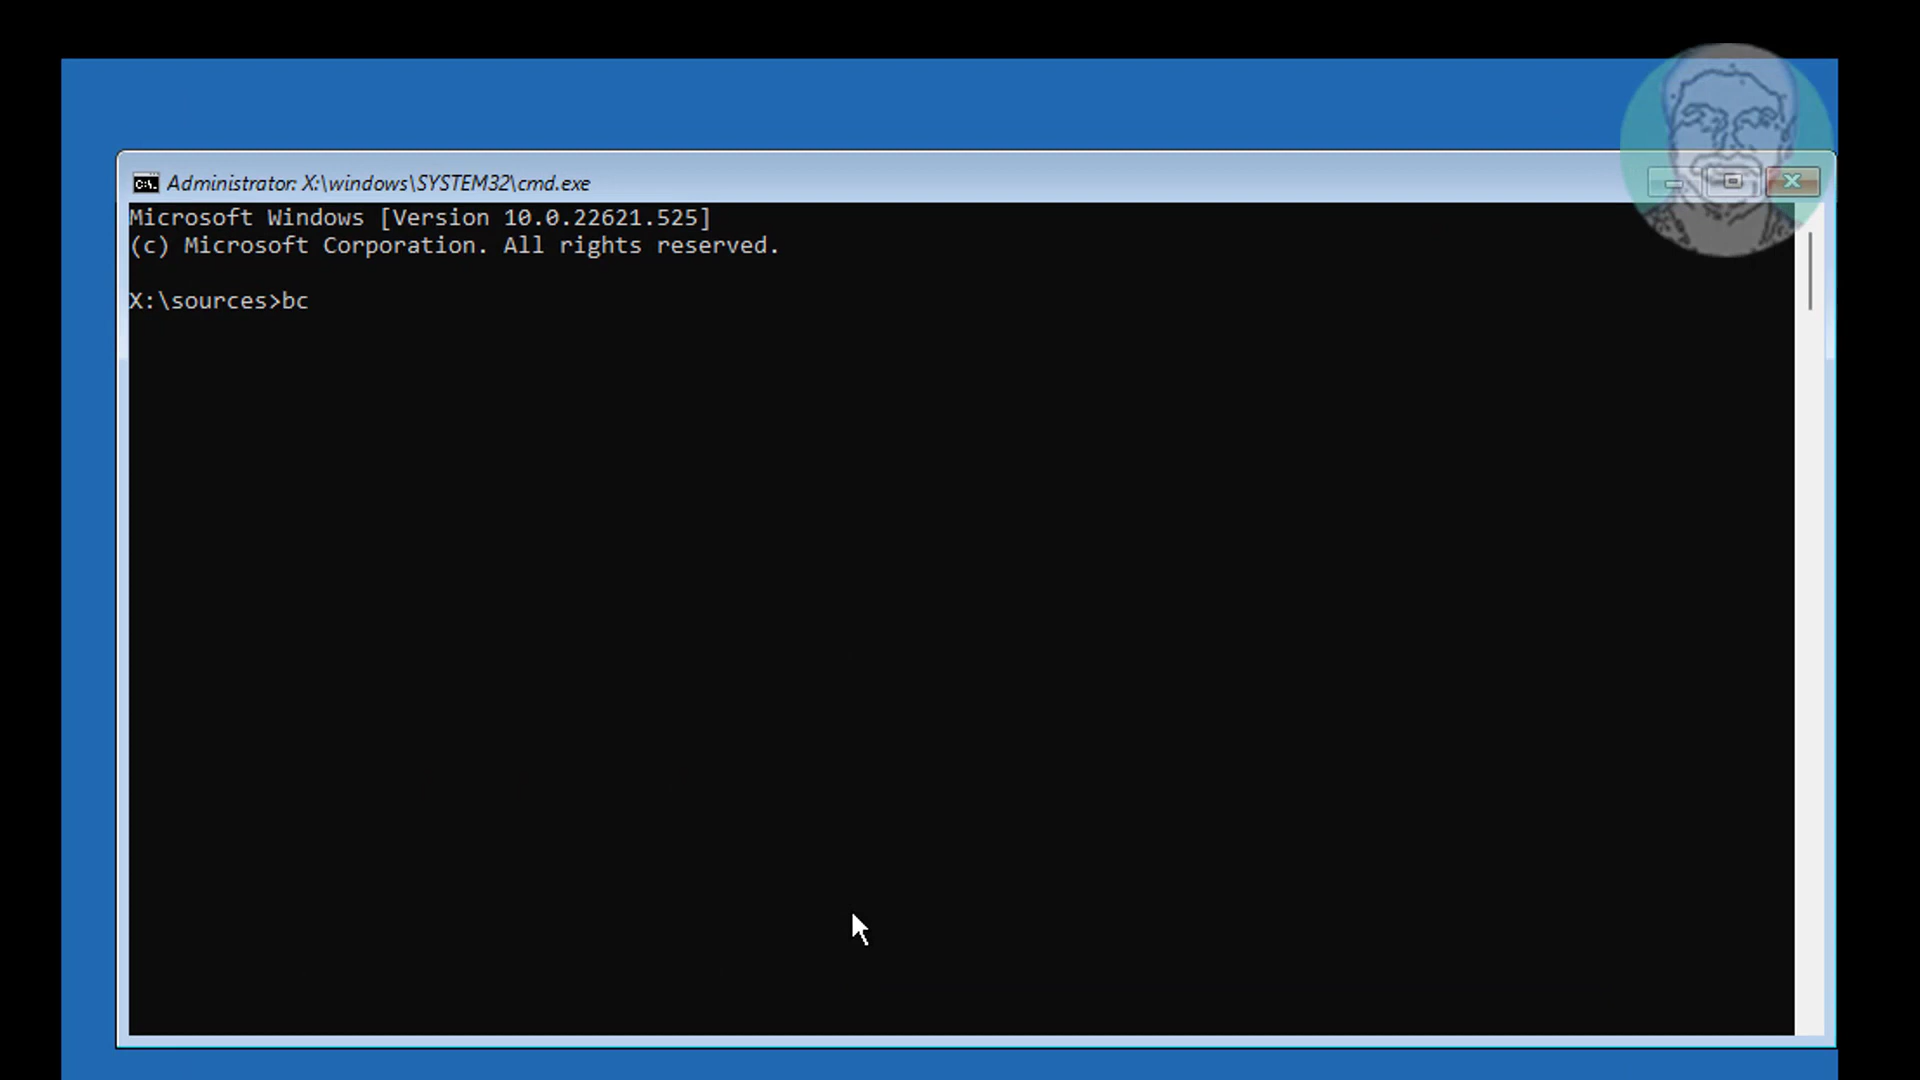 Administrator: X:\windows\SYSTEM32\cmd.exe
Microsoft Windows [Version 10.0.22621.525]
(c) Microsoft Corporation. All rights reserved.
X:\sources>bc